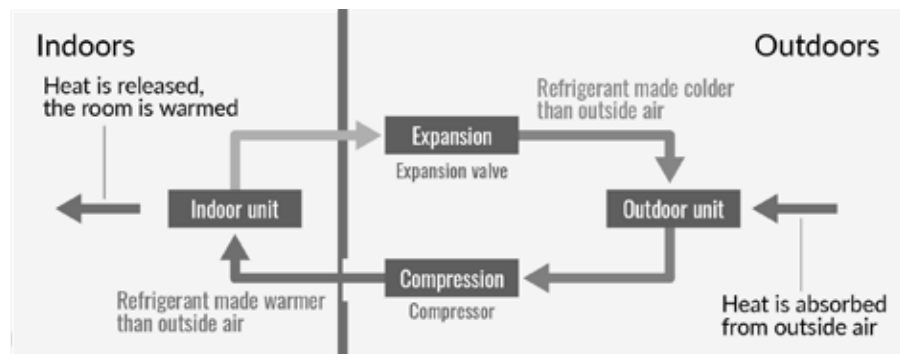 Indoors
Outdoors
Heat is released,
the room is warmed
Refrigerant made colder
than outside air
Expansion
Expansion valve
Indoor unit
Outdoor unit
Compression
Compressor
Refrigerant made warmer
than outside air
Heat is absorbed
from outside air